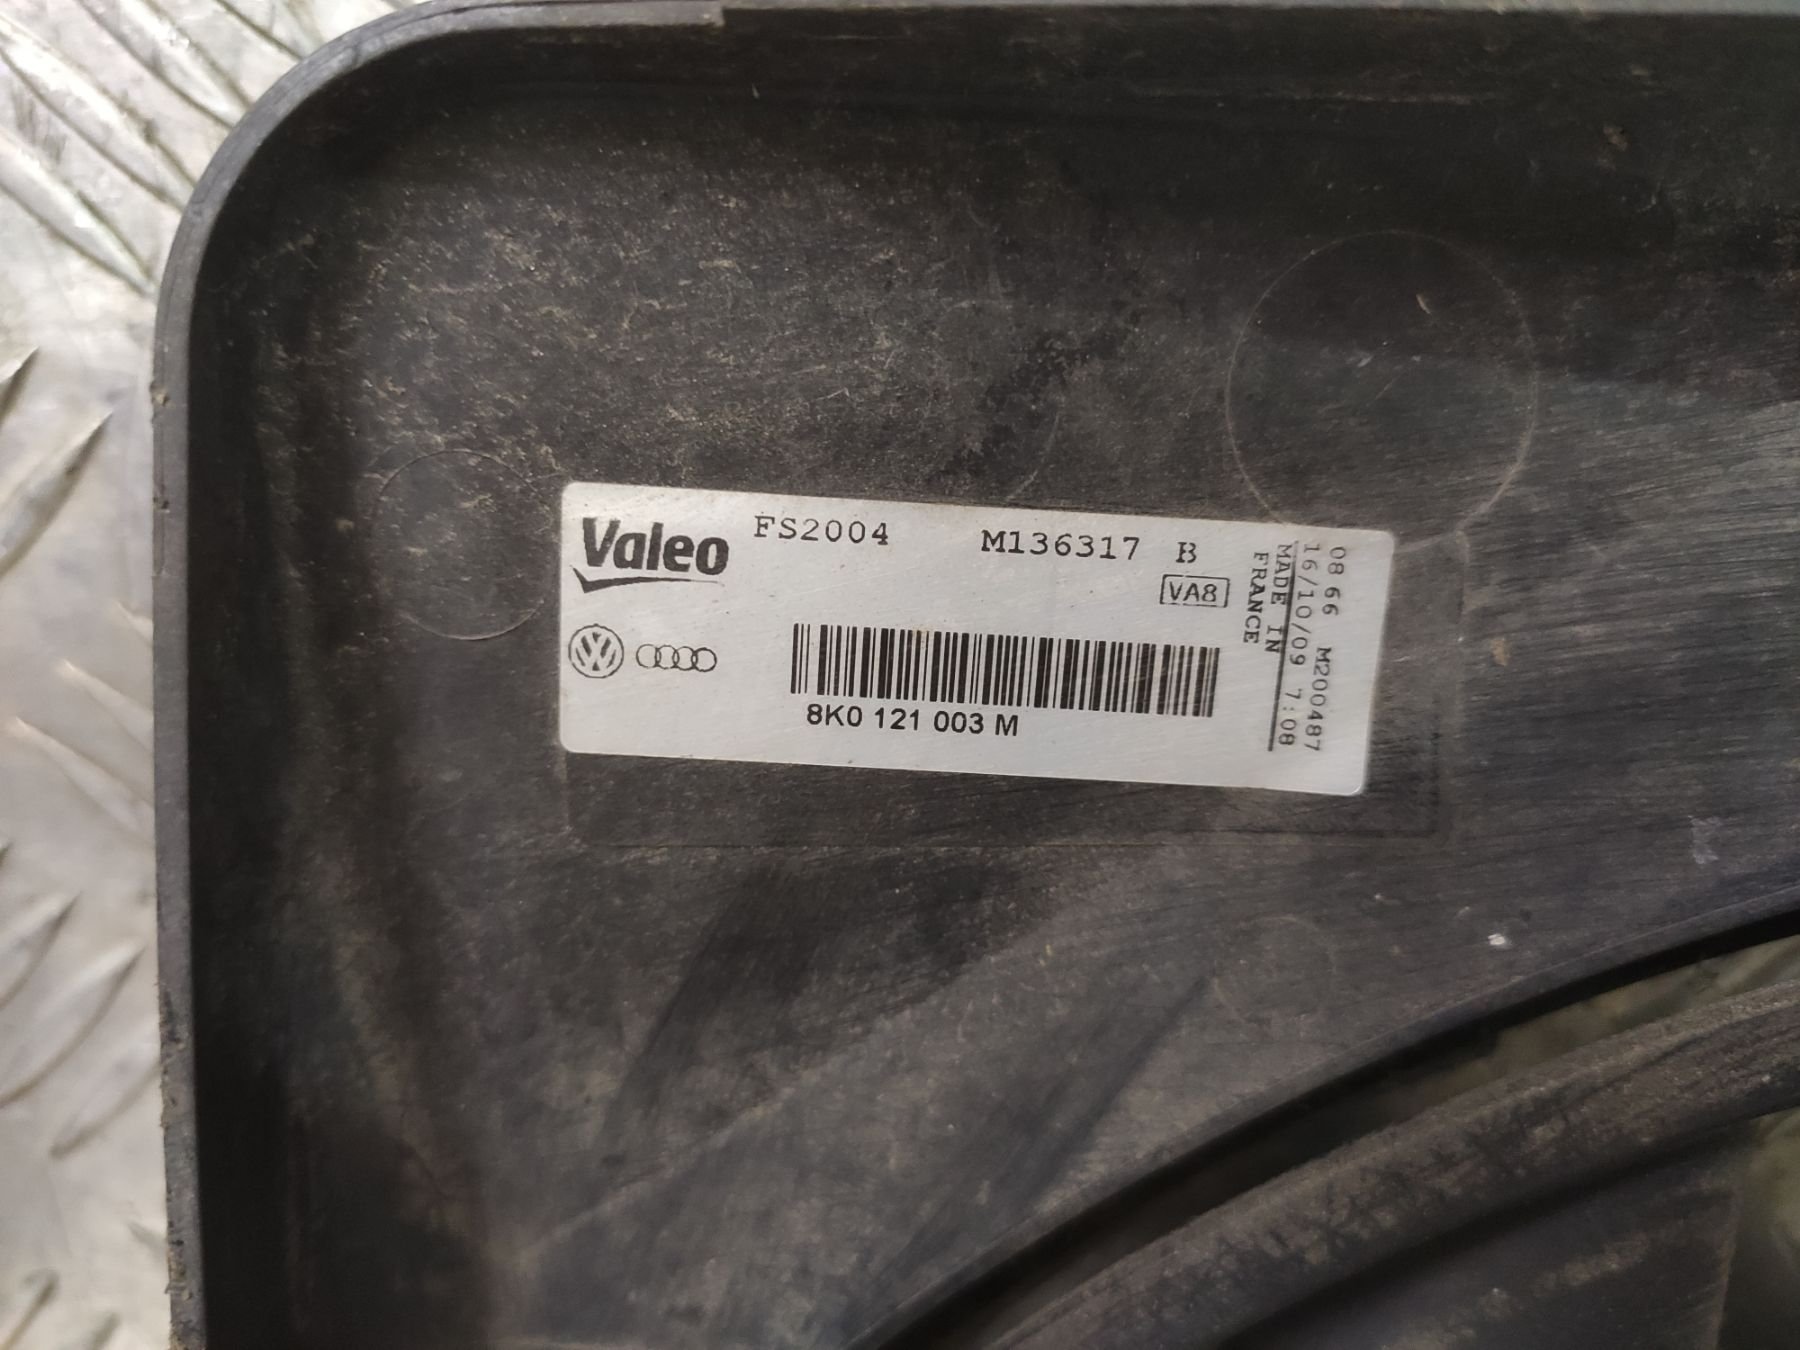 Valeo FS2004 M136317 B
VA8
8K0 121 003 M
08 66 M200487
16/10/09 7:08
MADE IN
FRANCE